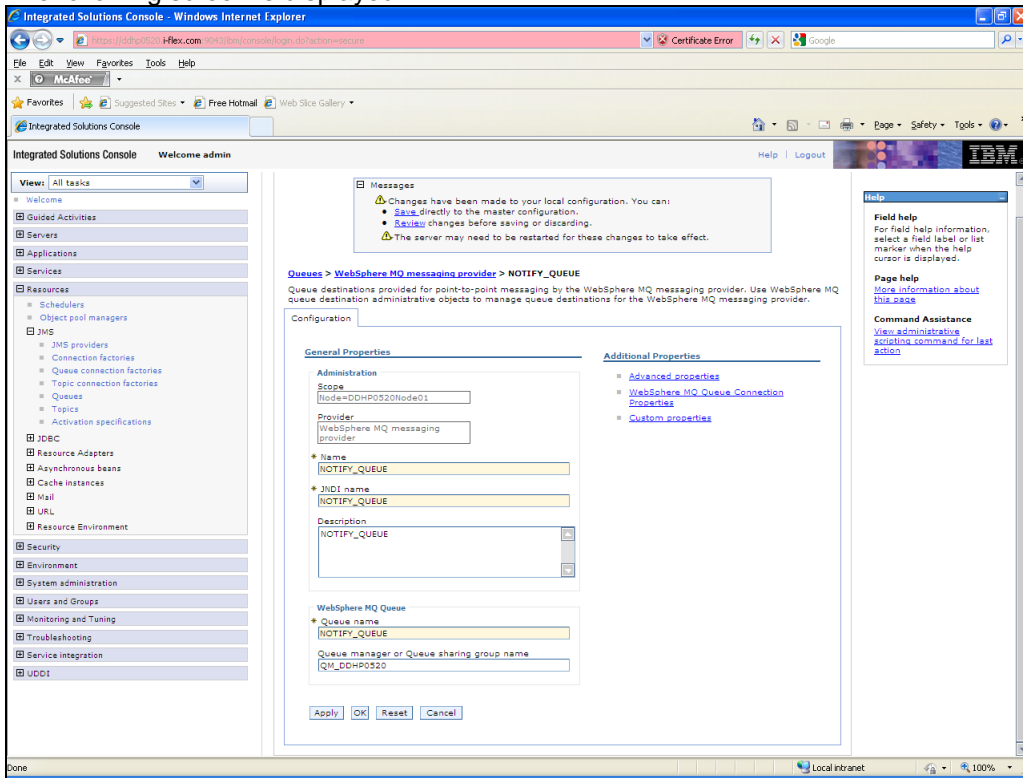 Integrated Solutions Console - Windows Internet Explorer
https://ddhp0520.i-flex.com:9043/ibm/console/login.do?action=secure
Certificate Error
Google
File Edit View Favorites Tools Help
X McAfee
Favorites Suggested Sites Free Hotmail Web Slice Gallery
Integrated Solutions Console
Page Safety Tools
Integrated Solutions Console Welcome admin
Help | Logout
IBM.
View: All tasks
Welcome
Guided Activities
Servers
Applications
Services
Resources
Schedulers
Object pool managers
JMS
JMS providers
Connection factories
Queue connection factories
Topic connection factories
Queues
Topics
Activation specifications
JDBC
Resource Adapters
Asynchronous beans
Cache instances
Mail
URL
Resource Environment
Security
Environment
System administration
Users and Groups
Monitoring and Tuning
Troubleshooting
Service integration
UDDI
Messages
Changes have been made to your local configuration. You can:
Save directly to the master configuration.
Review changes before saving or discarding.
The server may need to be restarted for these changes to take effect.
Queues > WebSphere MQ messaging provider > NOTIFY_QUEUE
Queue destinations provided for point-to-point messaging by the WebSphere MQ messaging provider. Use WebSphere MQ
queue destination administrative objects to manage queue destinations for the WebSphere MQ messaging provider.
Configuration
General Properties
Administration
Scope
Node=DDHP0520Node01
Provider
WebSphere MQ messaging
provider
* Name
NOTIFY_QUEUE
* JNDI name
NOTIFY_QUEUE
Description
NOTIFY_QUEUE
WebSphere MQ Queue
* Queue name
NOTIFY_QUEUE
Queue manager or Queue sharing group name
QM_DDHP0520
Apply OK Reset Cancel
Additional Properties
Advanced properties
WebSphere MQ Queue Connection
Properties
Custom properties
Help
Field help
For field help information,
select a field label or list
marker when the help
cursor is displayed.
Page help
More information about
this page
Command Assistance
View administrative
scripting command for last
action
Done
Local intranet
100%